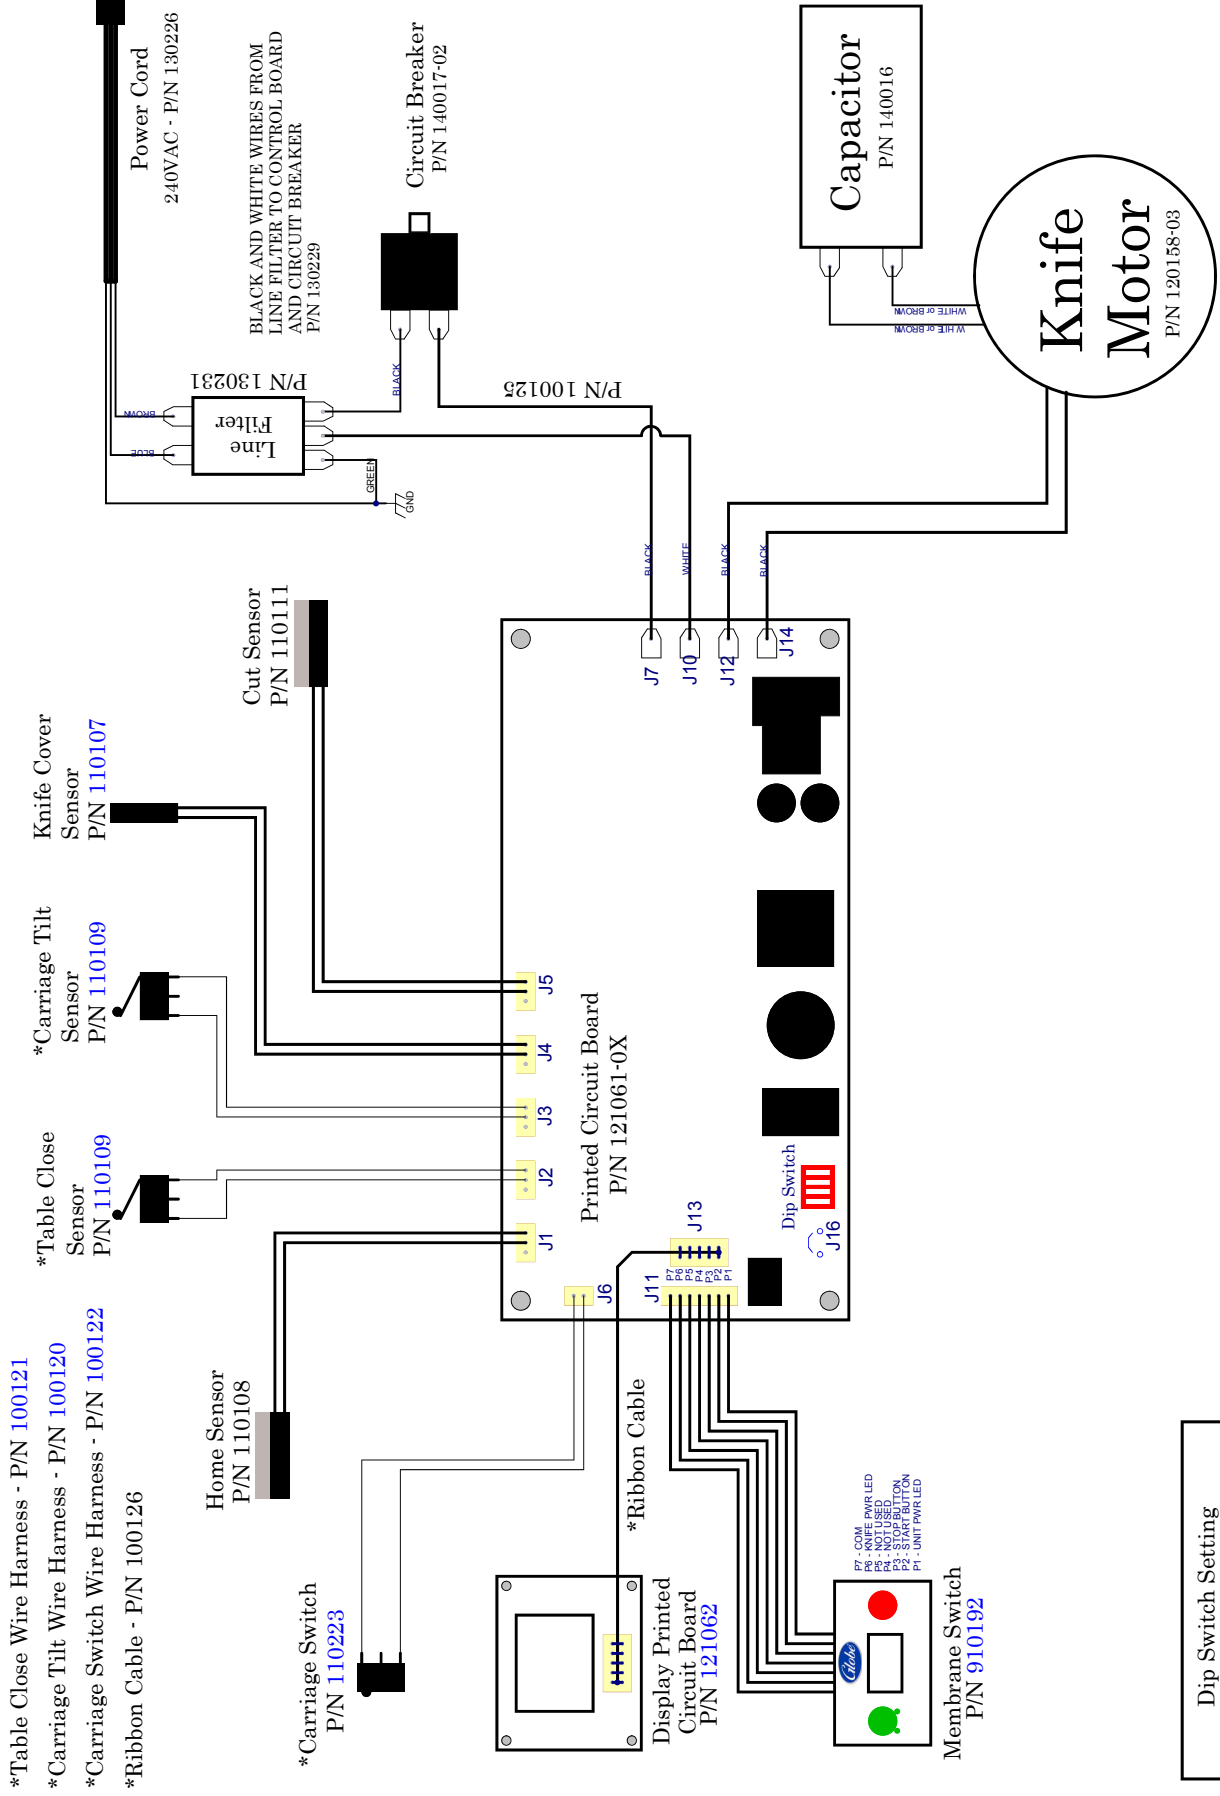 *Table Close Wire Harness - P/N 100121
*Carriage Tilt Wire Harness - P/N 100120
*Carriage Switch Wire Harness - P/N 100122
*Ribbon Cable - P/N 100126
*Table Close
Sensor
P/N 110109
*Carriage Tilt
Sensor
P/N 110109
Knife Cover
Sensor
P/N 110107
Cut Sensor
P/N 110111
Power Cord
240VAC - P/N 130226
BLACK AND WHITE WIRES FROM
LINE FILTER TO CONTROL BOARD
AND CIRCUIT BREAKER
P/N 130229
BROWN
BLUE
Line
Filter
P/N 130231
GREEN
GND
BLACK
Circuit Breaker
P/N 140017-02
P/N 100125
Home Sensor
P/N 110108
*Carriage Switch
P/N 110223
J1
J2
J3
J4
J5
J6
Printed Circuit Board
P/N 121061-0X
J7
J10
J12
J14
BLACK
WHITE
BLACK
BLACK
*Ribbon Cable
J11
P7
P6
P5
P4
P3
P2
P1
J13
Dip Switch
J16
Display Printed
Circuit Board
P/N 121062
Globe
P7 - COM
P6 - KNIFE PWR LED
P5 - NOT USED
P4 - NOT USED
P3 - STOP BUTTON
P2 - START BUTTON
P1 - UNIT PWR LED
Membrane Switch
P/N 910192
Capacitor
P/N 140016
WHITE or BROWN
WHITE or BROWN
Knife
Motor
P/N 120158-03
Dip Switch Setting